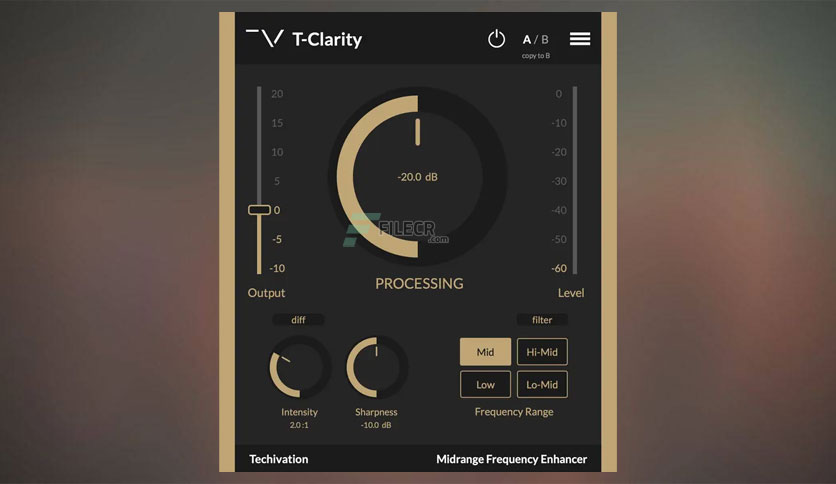 T-Clarity
A / B
copy to B
20
15
10
5
0
-5
-10
Output
-20.0 dB
FILECR
.com
PROCESSING
0
-10
-20
-30
-40
-50
-60
Level
diff
filter
Intensity
2.0 :1
Sharpness
-10.0 dB
Mid
Hi-Mid
Low
Lo-Mid
Frequency Range
Techivation
Midrange Frequency Enhancer